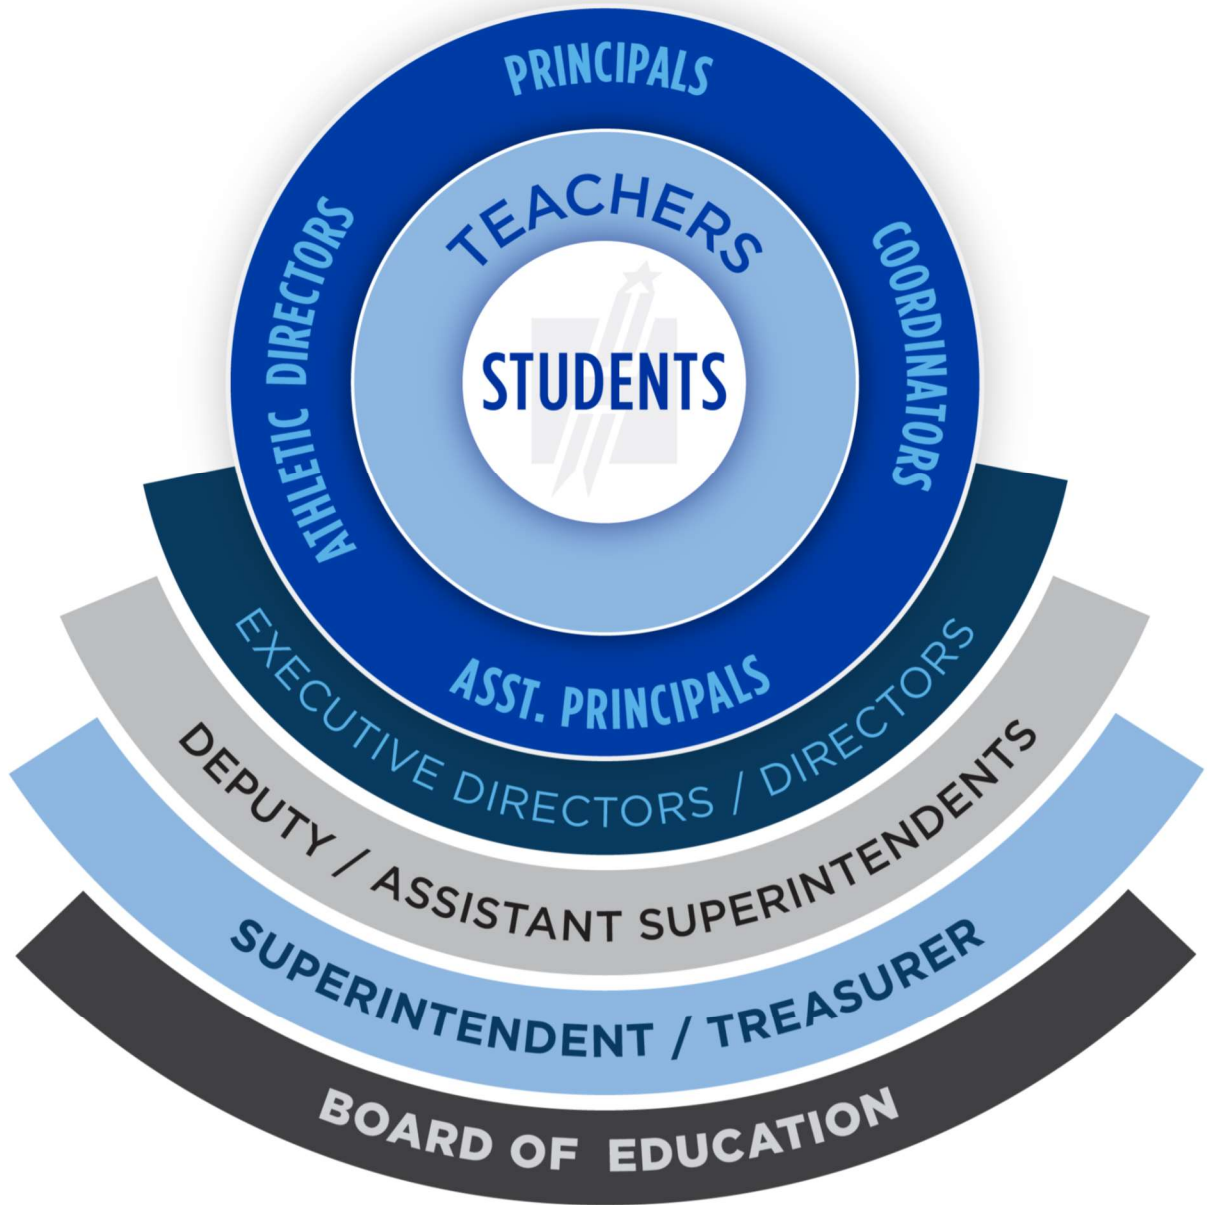 PRINCIPALS
TEACHERS
ATHLETIC DIRECTORS
COORDINATORS
STUDENTS
ASST. PRINCIPALS
EXECUTIVE DIRECTORS / DIRECTORS
DEPUTY / ASSISTANT SUPERINTENDENTS
SUPERINTENDENT / TREASURER
BOARD OF EDUCATION